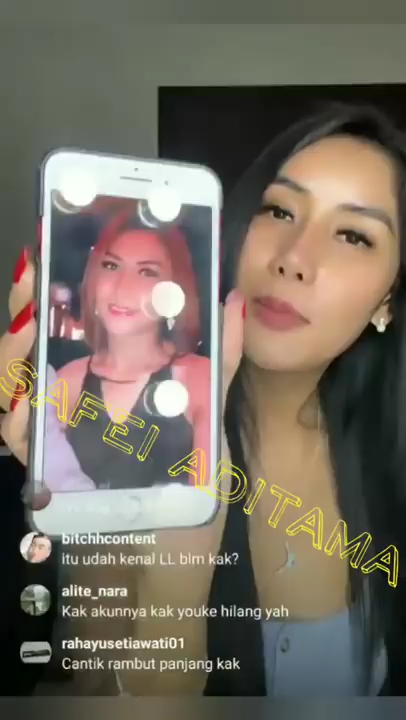 SAFEI ADITAMA
bitchhcontent
itu udah kenal LL blm kak?
alite_nara
Kak akunnya kak youke hilang yah
rahayusetiawati01
Cantik rambut panjang kak